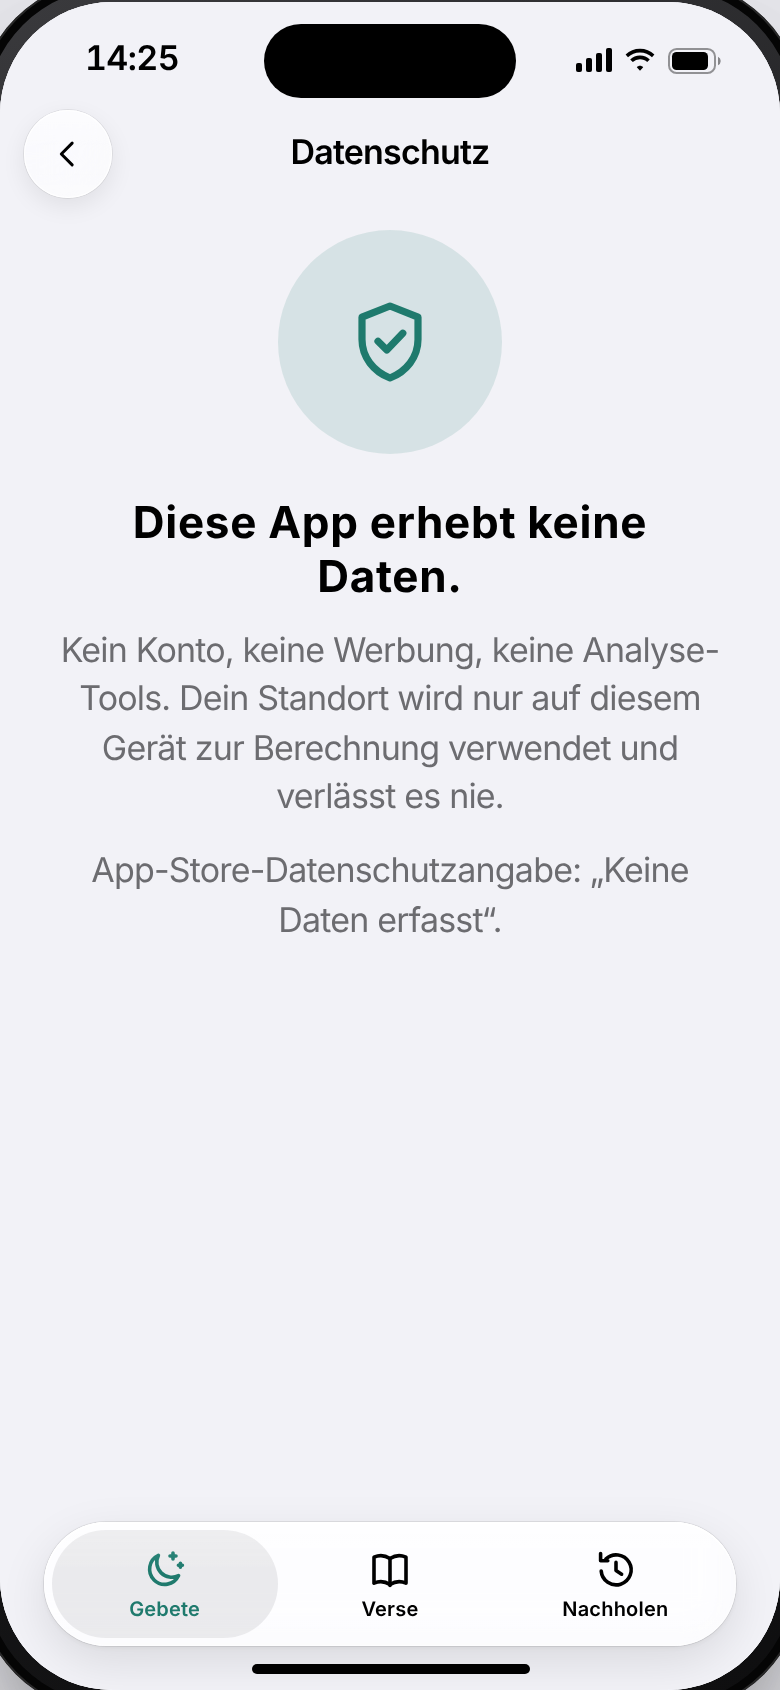 14:25
Datenschutz
Diese App erhebt keine
Daten.
Kein Konto, keine Werbung, keine Analyse-
Tools. Dein Standort wird nur auf diesem
Gerät zur Berechnung verwendet und
verlässt es nie.
App-Store-Datenschutzangabe: „Keine
Daten erfasst“.
Gebete
Verse
Nachholen